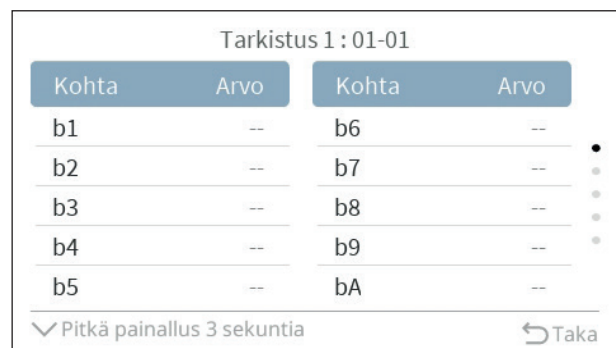 Tarkistus 1 : 01-01
Kohta Arvo Kohta Arvo
b1 -- b6 --
b2 -- b7 --
b3 -- b8 --
b4 -- b9 --
b5 -- bA --
Pitkä painallus 3 sekuntia Taka